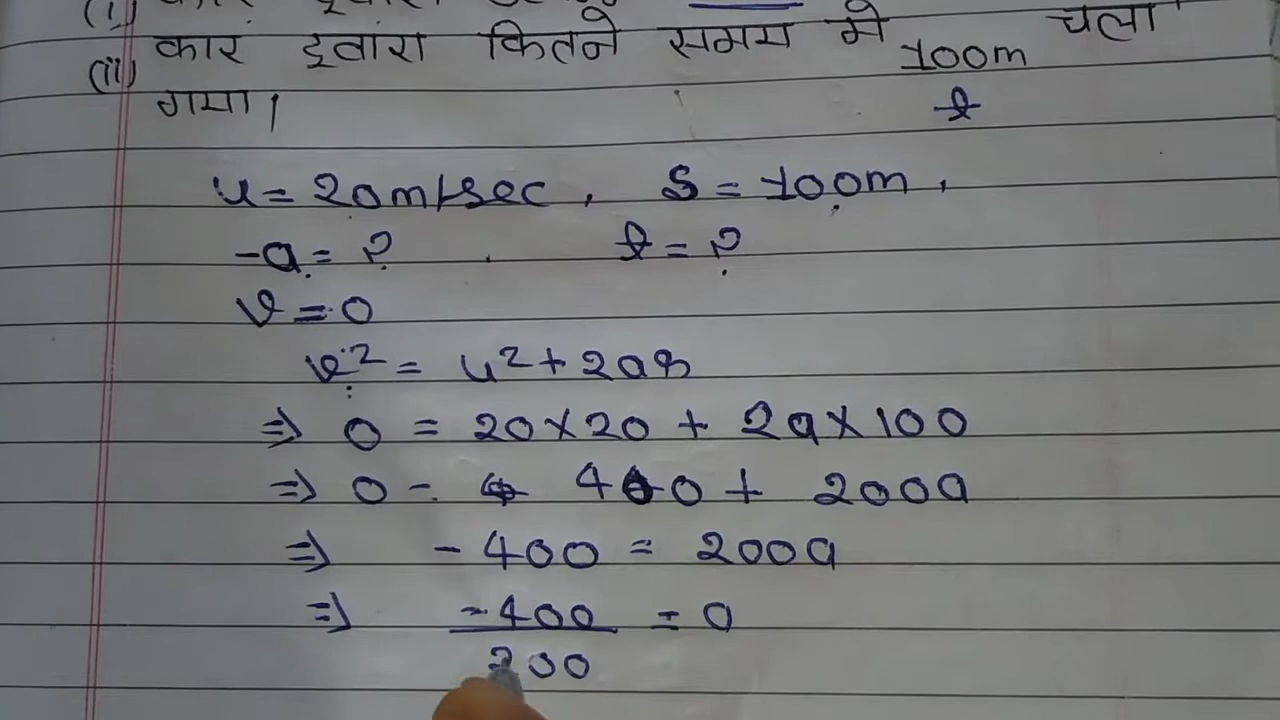 (i) कार
(ii) कार द्वारा कितने समय में 100m चला
गया।
t
u = 20m/sec, S = 100m,
-a = ? t = ?
v = 0
v² = u² + 2as
⇒ 0 = 20×20 + 2a×100
⇒ 0 = 400 + 200a
⇒ -400 = 200a
⇒ -400 = a
200